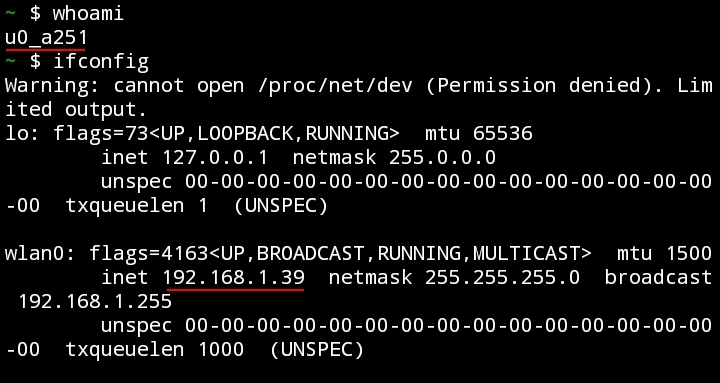 ~ $ whoami
u0_a251
~ $ ifconfig
Warning: cannot open /proc/net/dev (Permission denied). Lim
ited output.
lo: flags=73<UP,LOOPBACK,RUNNING>  mtu 65536
        inet 127.0.0.1  netmask 255.0.0.0
        unspec 00-00-00-00-00-00-00-00-00-00-00-00-00-00-00
-00  txqueuelen 1  (UNSPEC)

wlan0: flags=4163<UP,BROADCAST,RUNNING,MULTICAST>  mtu 1500
        inet 192.168.1.39  netmask 255.255.255.0  broadcast
 192.168.1.255
        unspec 00-00-00-00-00-00-00-00-00-00-00-00-00-00-00
-00  txqueuelen 1000  (UNSPEC)